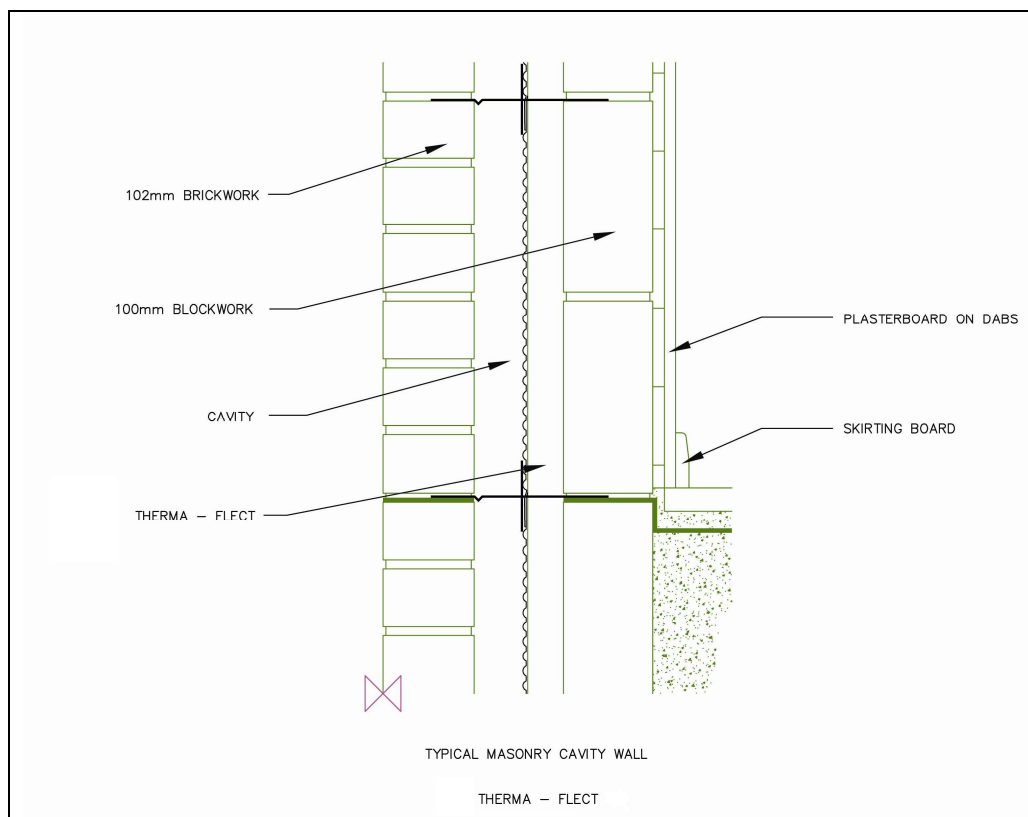 102mm BRICKWORK
100mm BLOCKWORK
PLASTERBOARD ON DABS
CAVITY
SKIRTING BOARD
THERMA – FLECT
TYPICAL MASONRY CAVITY WALL
THERMA – FLECT